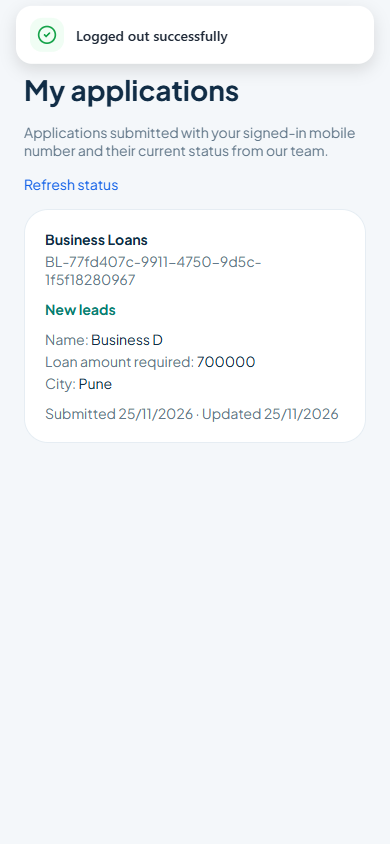 Logged out successfully
My applications
Applications submitted with your signed-in mobile
number and their current status from our team.
Refresh status
Business Loans
BL-77fd407c-9911-4750-9d5c-
1f5f18280967
New leads
Name: Business D
Loan amount required: 700000
City: Pune
Submitted 25/11/2026 · Updated 25/11/2026